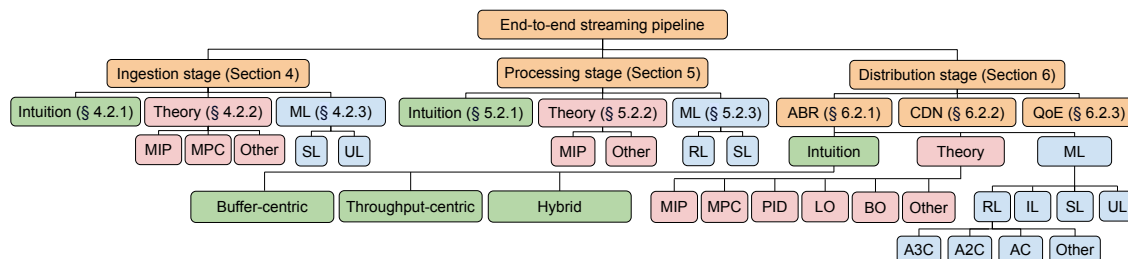 End-to-end streaming pipeline
Ingestion stage (Section 4)
Processing stage (Section 5)
Distribution stage (Section 6)
Intuition (§ 4.2.1)
Theory (§ 4.2.2)
ML (§ 4.2.3)
Intuition (§ 5.2.1)
Theory (§ 5.2.2)
ML (§ 5.2.3)
ABR (§ 6.2.1)
CDN (§ 6.2.2)
QoE (§ 6.2.3)
MIP
MPC
Other
SL
UL
MIP
Other
RL
SL
Intuition
Theory
ML
Buffer-centric
Throughput-centric
Hybrid
MIP
MPC
PID
LO
BO
Other
RL
IL
SL
UL
A3C
A2C
AC
Other